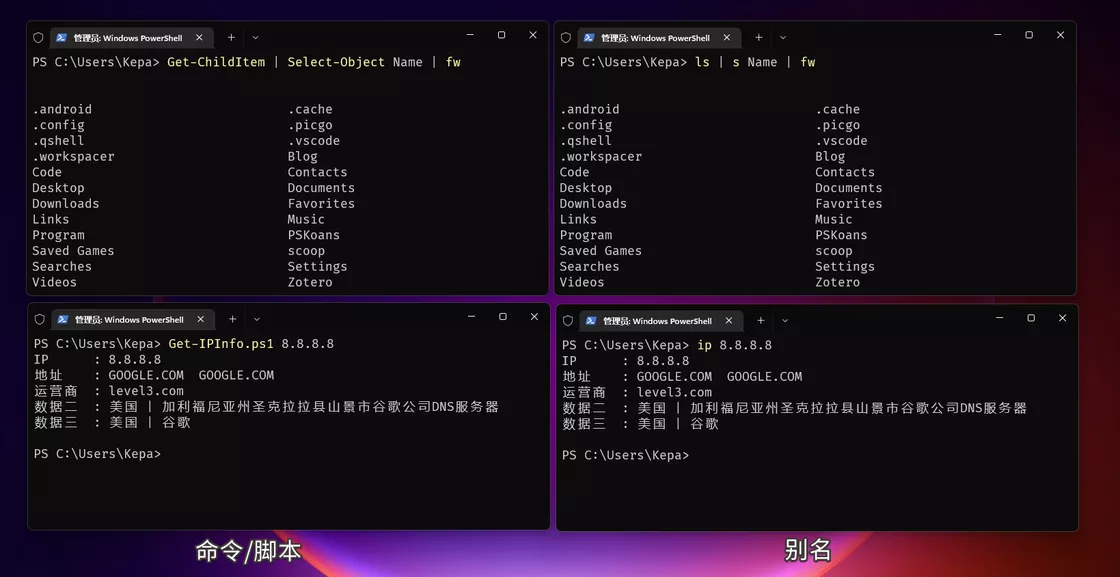 管理员: Windows PowerShell
PS C:\Users\Kepa> Get-ChildItem | Select-Object Name | fw
.android .cache
.config .picgo
.qshell .vscode
.workspacer Blog
Code Contacts
Desktop Documents
Downloads Favorites
Links Music
Program PSKoans
Saved Games scoop
Searches Settings
Videos Zotero
管理员: Windows PowerShell
PS C:\Users\Kepa> ls | s Name | fw
.android .cache
.config .picgo
.qshell .vscode
.workspacer Blog
Code Contacts
Desktop Documents
Downloads Favorites
Links Music
Program PSKoans
Saved Games scoop
Searches Settings
Videos Zotero
管理员: Windows PowerShell
PS C:\Users\Kepa> Get-IPInfo.ps1 8.8.8.8
IP : 8.8.8.8
地址 : GOOGLE.COM GOOGLE.COM
运营商 : level3.com
数据二 : 美国 | 加利福尼亚州圣克拉拉县山景市谷歌公司DNS服务器
数据三 : 美国 | 谷歌
PS C:\Users\Kepa>
管理员: Windows PowerShell
PS C:\Users\Kepa> ip 8.8.8.8
IP : 8.8.8.8
地址 : GOOGLE.COM GOOGLE.COM
运营商 : level3.com
数据二 : 美国 | 加利福尼亚州圣克拉拉县山景市谷歌公司DNS服务器
数据三 : 美国 | 谷歌
PS C:\Users\Kepa>
命令/脚本
别名